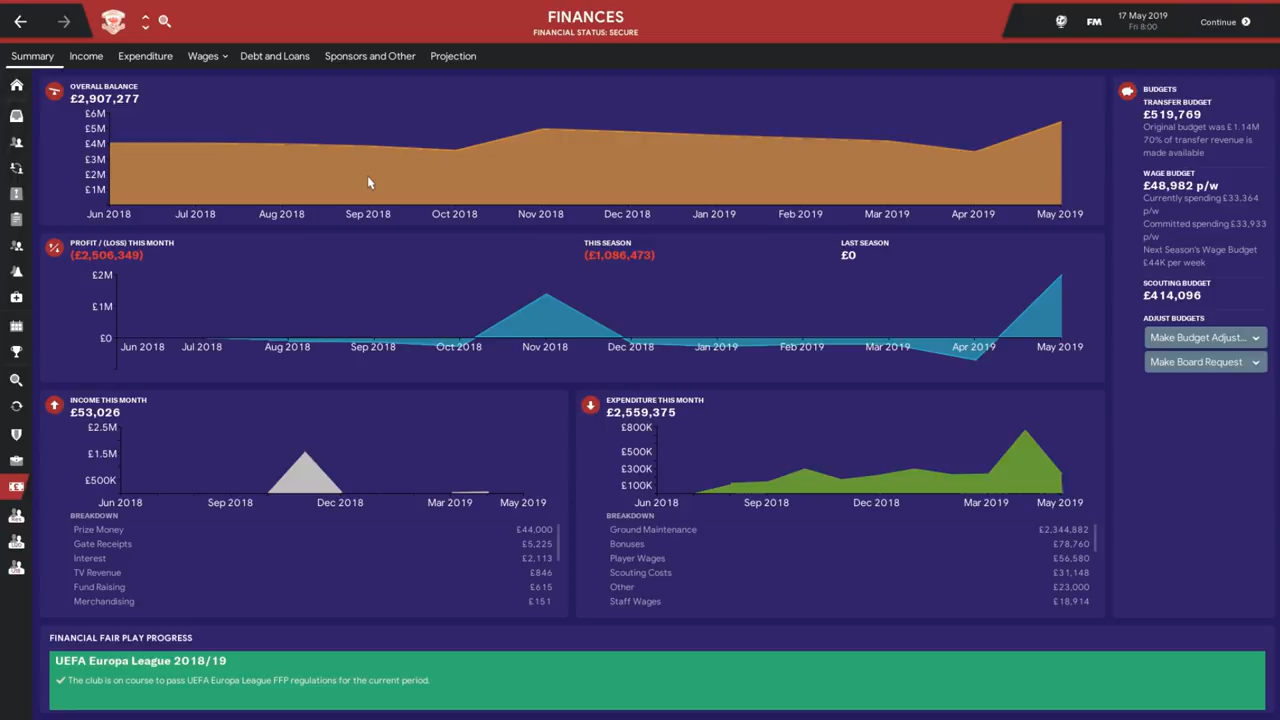 FINANCES
FINANCIAL STATUS: SECURE
FM
17 May 2019
Fri 8:00
Continue
Summary
Income
Expenditure
Wages
Debt and Loans
Sponsors and Other
Projection
OVERALL BALANCE
£2,907,277
£6M
£5M
£4M
£3M
£2M
£1M
Jun 2018
Jul 2018
Aug 2018
Sep 2018
Oct 2018
Nov 2018
Dec 2018
Jan 2019
Feb 2019
Mar 2019
Apr 2019
May 2019
PROFIT / (LOSS) THIS MONTH
(£2,506,349)
THIS SEASON
(£1,086,473)
LAST SEASON
£0
£2M
£1M
£0
Jun 2018
Jul 2018
Aug 2018
Sep 2018
Oct 2018
Nov 2018
Dec 2018
Jan 2019
Feb 2019
Mar 2019
Apr 2019
May 2019
INCOME THIS MONTH
£53,026
£2.5M
£1.5M
£500K
Jun 2018
Sep 2018
Dec 2018
Mar 2019
May 2019
BREAKDOWN
Prize Money £44,000
Gate Receipts £5,225
Interest £2,113
TV Revenue £846
Fund Raising £615
Merchandising £151
EXPENDITURE THIS MONTH
£2,559,375
£800K
£500K
£300K
£100K
Jun 2018
Sep 2018
Dec 2018
Mar 2019
May 2019
BREAKDOWN
Ground Maintenance £2,344,882
Bonuses £78,760
Player Wages £56,580
Scouting Costs £31,148
Other £23,000
Staff Wages £18,914
BUDGETS
TRANSFER BUDGET
£519,769
Original budget was £1.14M
70% of transfer revenue is
made available
WAGE BUDGET
£48,982 p/w
Currently spending £33,364
p/w
Committed spending £33,933
p/w
Next Season's Wage Budget
£44K per week
SCOUTING BUDGET
£414,096
ADJUST BUDGETS
Make Budget Adjust...
Make Board Request
FINANCIAL FAIR PLAY PROGRESS
UEFA Europa League 2018/19
The club is on course to pass UEFA Europa League FFP regulations for the current period.